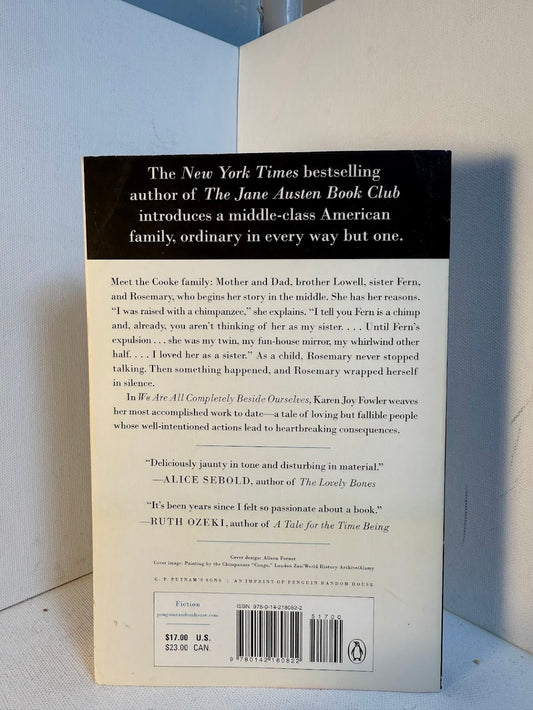 The New York Times bestselling
author of The Jane Austen Book Club
introduces a middle-class American
family, ordinary in every way but one.
Meet the Cooke family: Mother and Dad, brother Lowell, sister Fern,
and Rosemary, who begins her story in the middle. She has her reasons.
“I was raised with a chimpanzee,” she explains. “I tell you Fern is a chimp
and, already, you aren’t thinking of her as my sister. . . . Until Fern’s
expulsion . . . she was my twin, my fun-house mirror, my whirlwind other
half. . . . I loved her as a sister.” As a child, Rosemary never stopped
talking. Then something happened, and Rosemary wrapped herself
in silence.
In We Are All Completely Beside Ourselves, Karen Joy Fowler weaves
her most accomplished work to date—a tale of loving but fallible people
whose well-intentioned actions lead to heartbreaking consequences.
“Deliciously jaunty in tone and disturbing in material.”
—ALICE SEBOLD, author of The Lovely Bones
“It’s been years since I felt so passionate about a book.”
—RUTH OZEKI, author of A Tale for the Time Being
Cover design: Alison Forner
Cover image: Painting by the Chimpanzee “Congo,” London Zoo/World History Archive/Alamy
G. P. PUTNAM’S SONS | AN IMPRINT OF PENGUIN RANDOM HOUSE
Fiction
penguinrandomhouse.com
$17.00 U.S.
$23.00 CAN.
ISBN 978-0-14-218082-2
51700
9 780142 180822